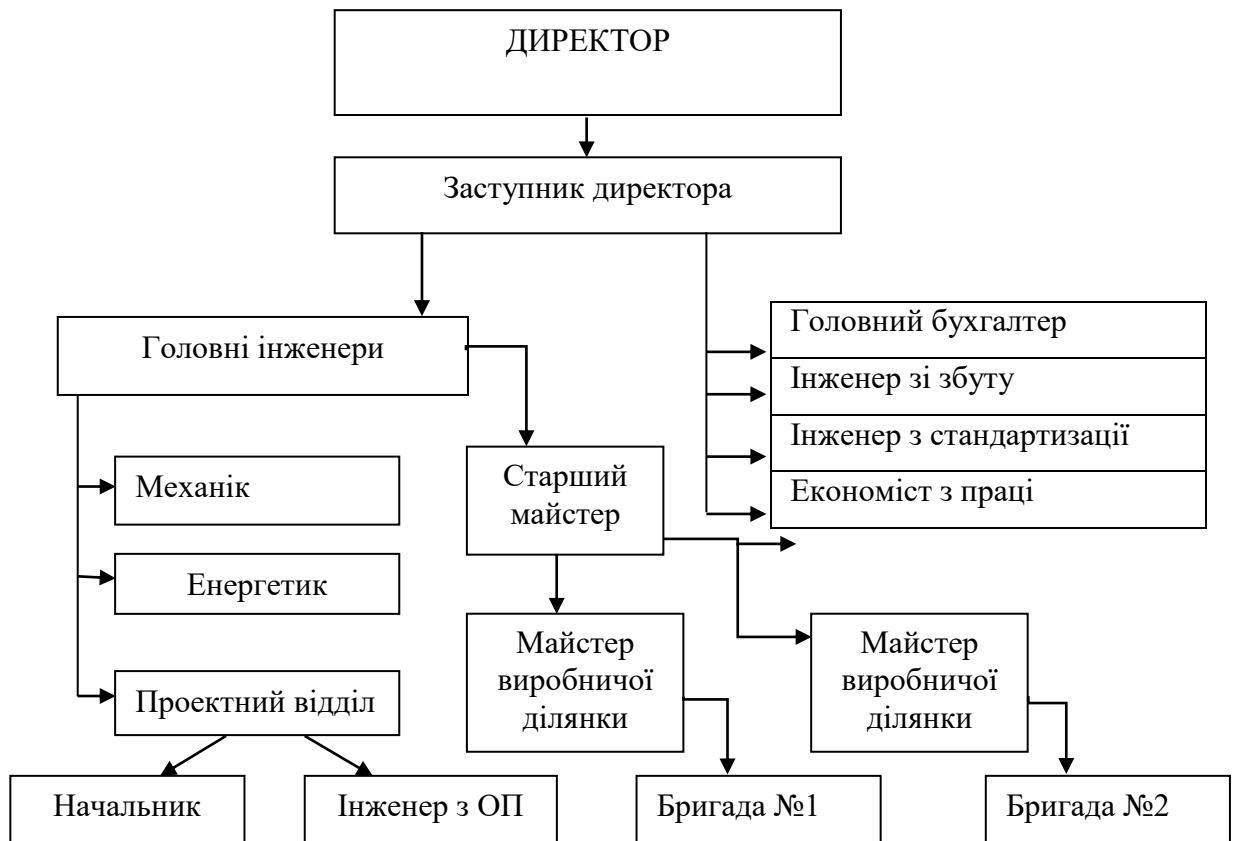 ДИРЕКТОР
Заступник директора
Головні інженери
Головний бухгалтер
Інженер зі збуту
Інженер з стандартизації
Економіст з праці
Механік
Старший
майстер
Енергетик
Майстер
виробничої
ділянки
Майстер
виробничої
ділянки
Проектний відділ
Начальник
Інженер з ОП
Бригада №1
Бригада №2